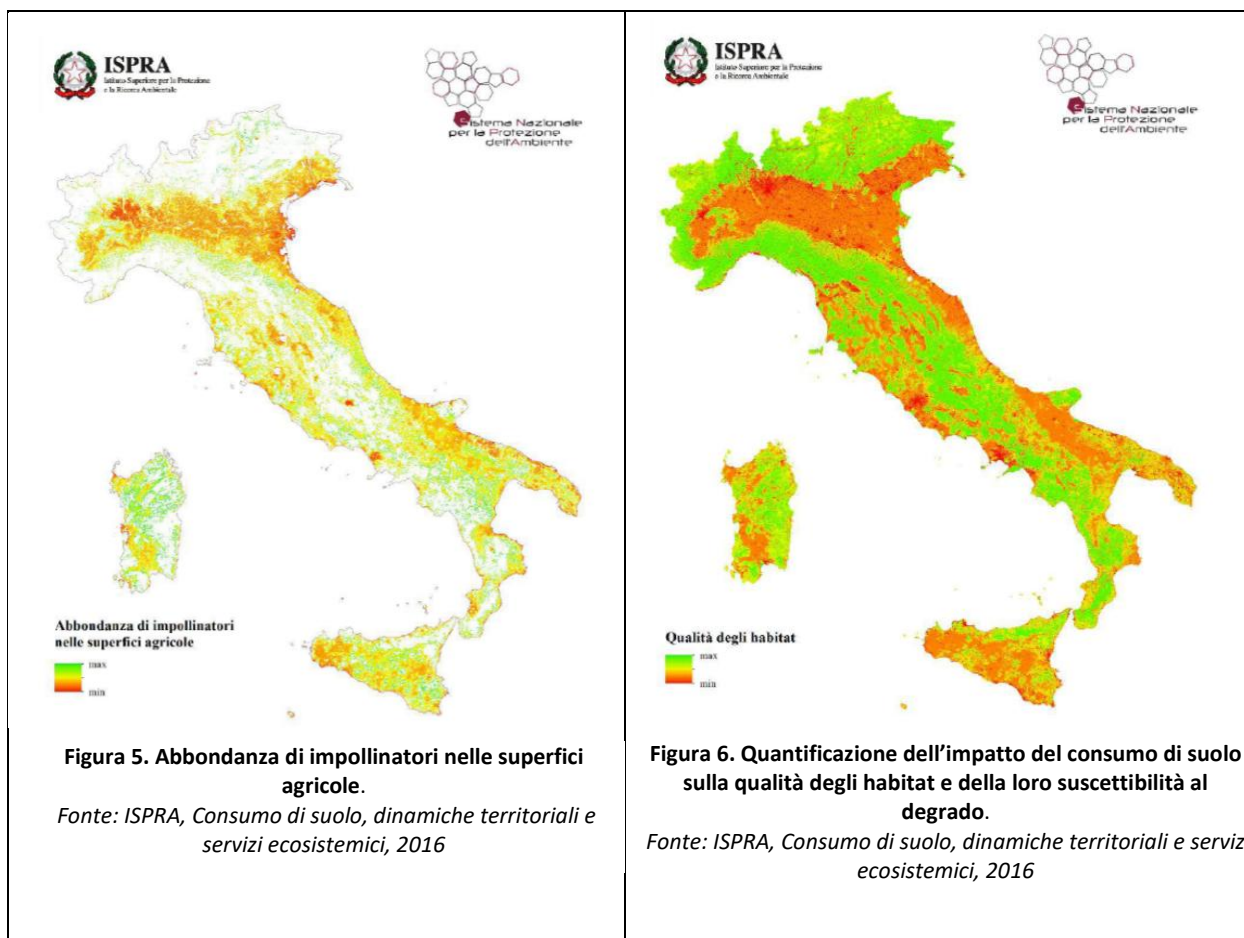 ISPRA
Istituto Superiore per la Protezione
e la Ricerca Ambientale
Sistema Nazionale
per la Protezione
dell'Ambiente
Abbondanza di impollinatori
nelle superfici agricole
max
min
Figura 5. Abbondanza di impollinatori nelle superfici
agricole.
Fonte: ISPRA, Consumo di suolo, dinamiche territoriali e
servizi ecosistemici, 2016
ISPRA
Istituto Superiore per la Protezione
e la Ricerca Ambientale
Sistema Nazionale
per la Protezione
dell'Ambiente
Qualità degli habitat
max
min
Figura 6. Quantificazione dell'impatto del consumo di suolo
sulla qualità degli habitat e della loro suscettibilità al
degrado.
Fonte: ISPRA, Consumo di suolo, dinamiche territoriali e serviz
ecosistemici, 2016